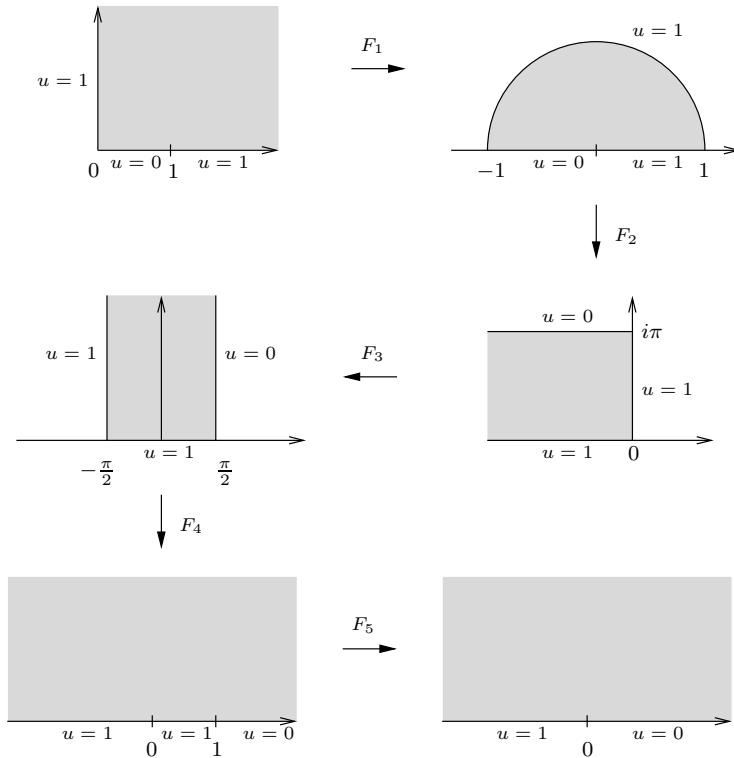 u = 1
F₁
u = 1
0
u = 0
1
u = 1
−1
u = 0
u = 1
1
F₂
u = 1
u = 0
F₃
u = 0
iπ
u = 1
u = 1
−π/2
π/2
u = 1
0
F₄
F₅
u = 1
0
u = 1
1
u = 0
u = 1
0
u = 0